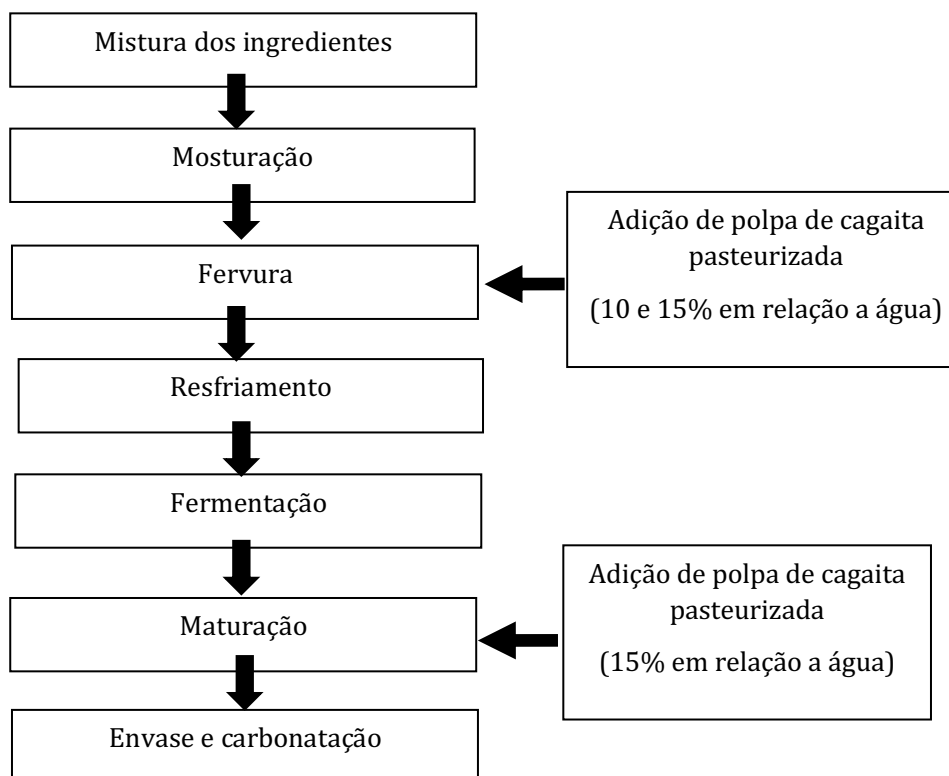 Mistura dos ingredientes
Mosturação
Fervura
Adição de polpa de cagaita
pasteurizada
(10 e 15% em relação a água)
Resfriamento
Fermentação
Maturação
Adição de polpa de cagaita
pasteurizada
(15% em relação a água)
Envase e carbonatação